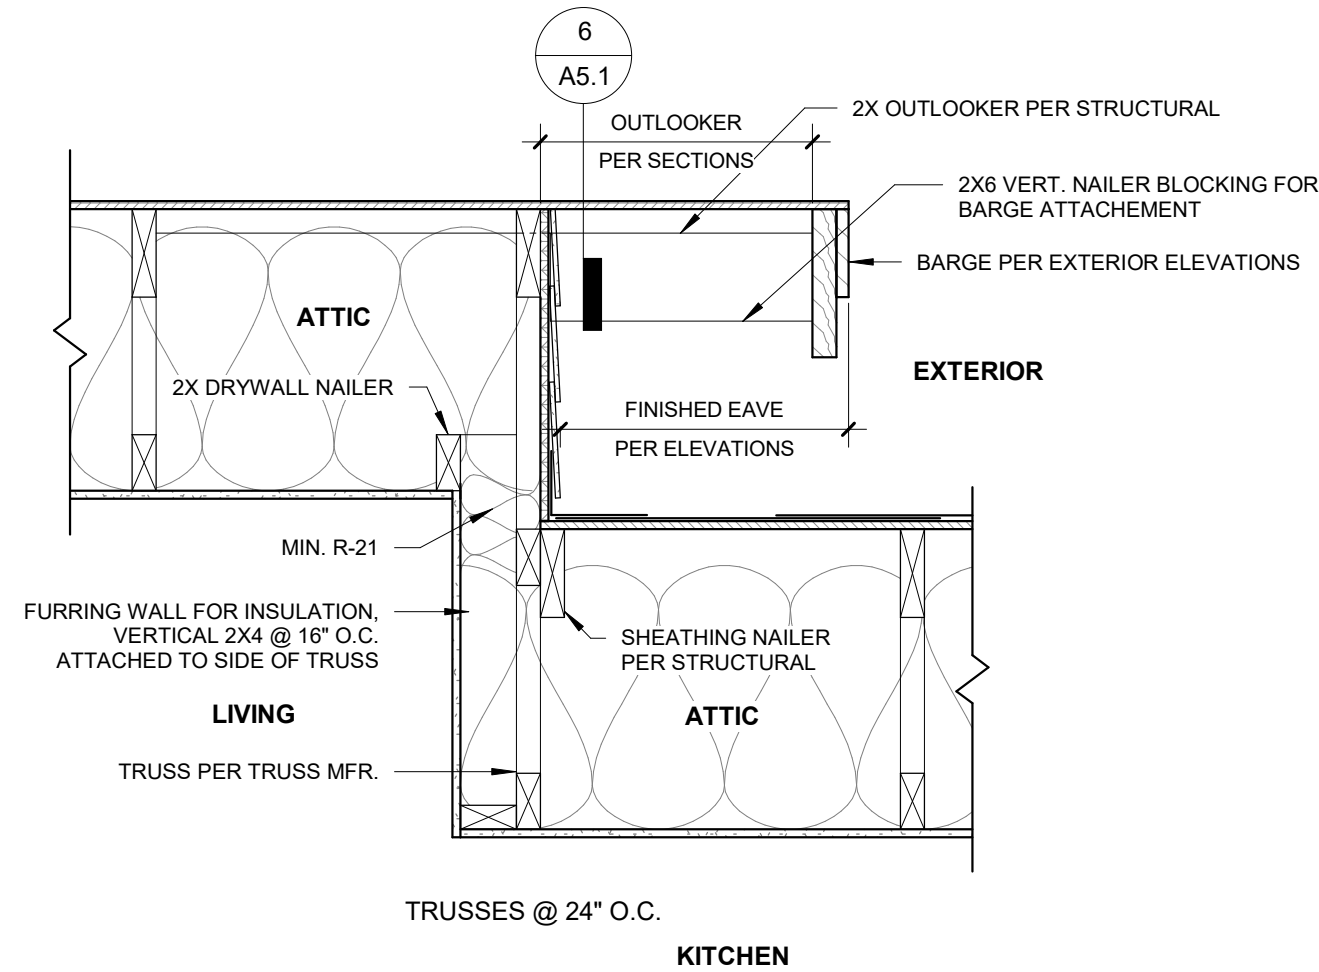 6
A5.1
OUTLOOKER
PER SECTIONS
2X OUTLOOKER PER STRUCTURAL
2X6 VERT. NAILER BLOCKING FOR
BARGE ATTACHEMENT
BARGE PER EXTERIOR ELEVATIONS
ATTIC
EXTERIOR
2X DRYWALL NAILER
FINISHED EAVE
PER ELEVATIONS
MIN. R-21
FURRING WALL FOR INSULATION,
VERTICAL 2X4 @ 16" O.C.
ATTACHED TO SIDE OF TRUSS
SHEATHING NAILER
PER STRUCTURAL
LIVING
ATTIC
TRUSS PER TRUSS MFR.
TRUSSES @ 24" O.C.
KITCHEN